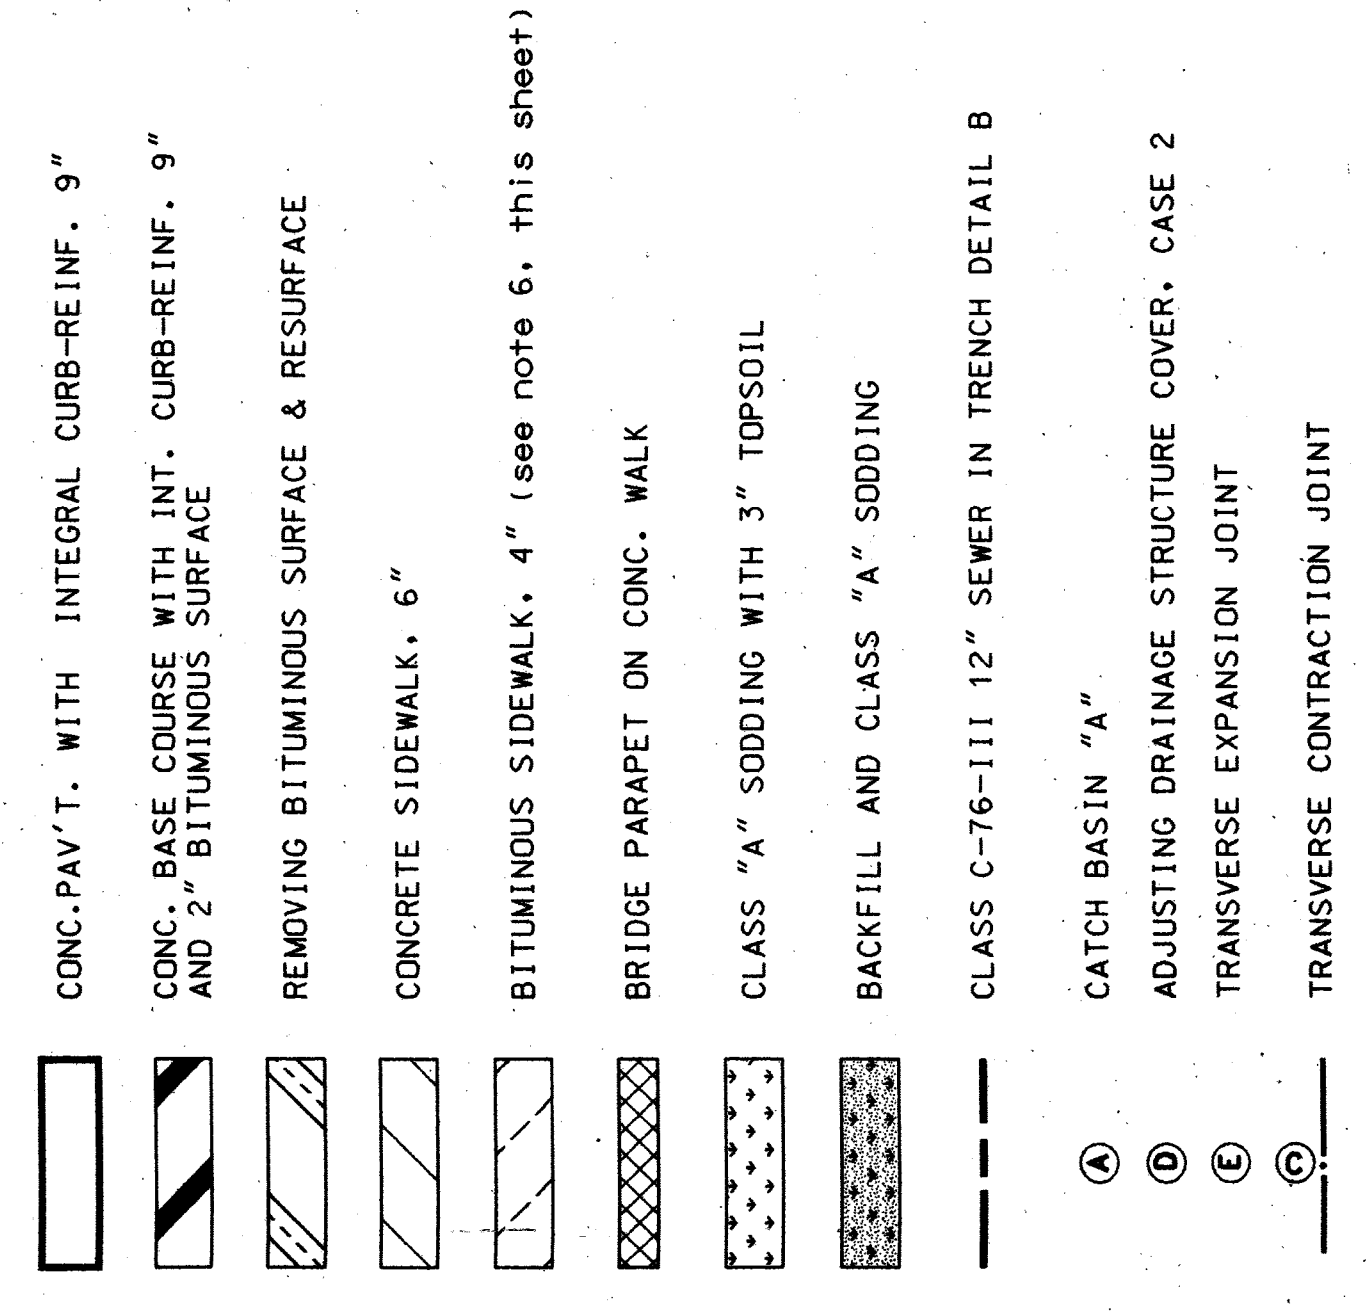 CONC.PAV'T. WITH INTEGRAL CURB-REINF. 9"
CONC. BASE COURSE WITH INT. CURB-REINF. 9"
AND 2" BITUMINOUS SURFACE
REMOVING BITUMINOUS SURFACE & RESURFACE
CONCRETE SIDEWALK, 6"
BITUMINOUS SIDEWALK, 4" (see note 6, this sheet)
BRIDGE PARAPET ON CONC. WALK
CLASS "A" SODDING WITH 3" TOPSOIL
BACKFILL AND CLASS "A" SODDING
CLASS C-76-III 12" SEWER IN TRENCH DETAIL B
A CATCH BASIN "A"
D ADJUSTING DRAINAGE STRUCTURE COVER, CASE 2
E TRANSVERSE EXPANSION JOINT
C TRANSVERSE CONTRACTION JOINT